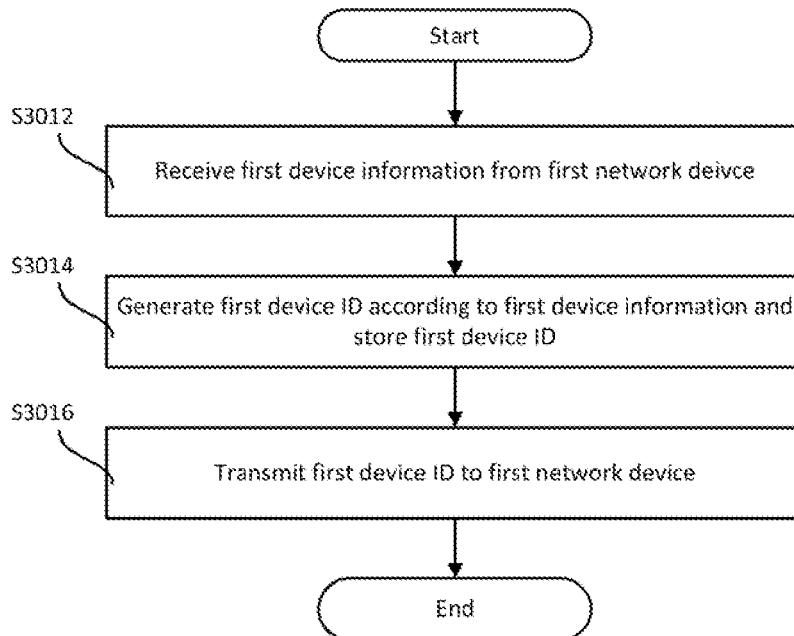 Start
S3012
Receive first device information from first network deivce
S3014
Generate first device ID according to first device information and
store first device ID
S3016
Transmit first device ID to first network device
End